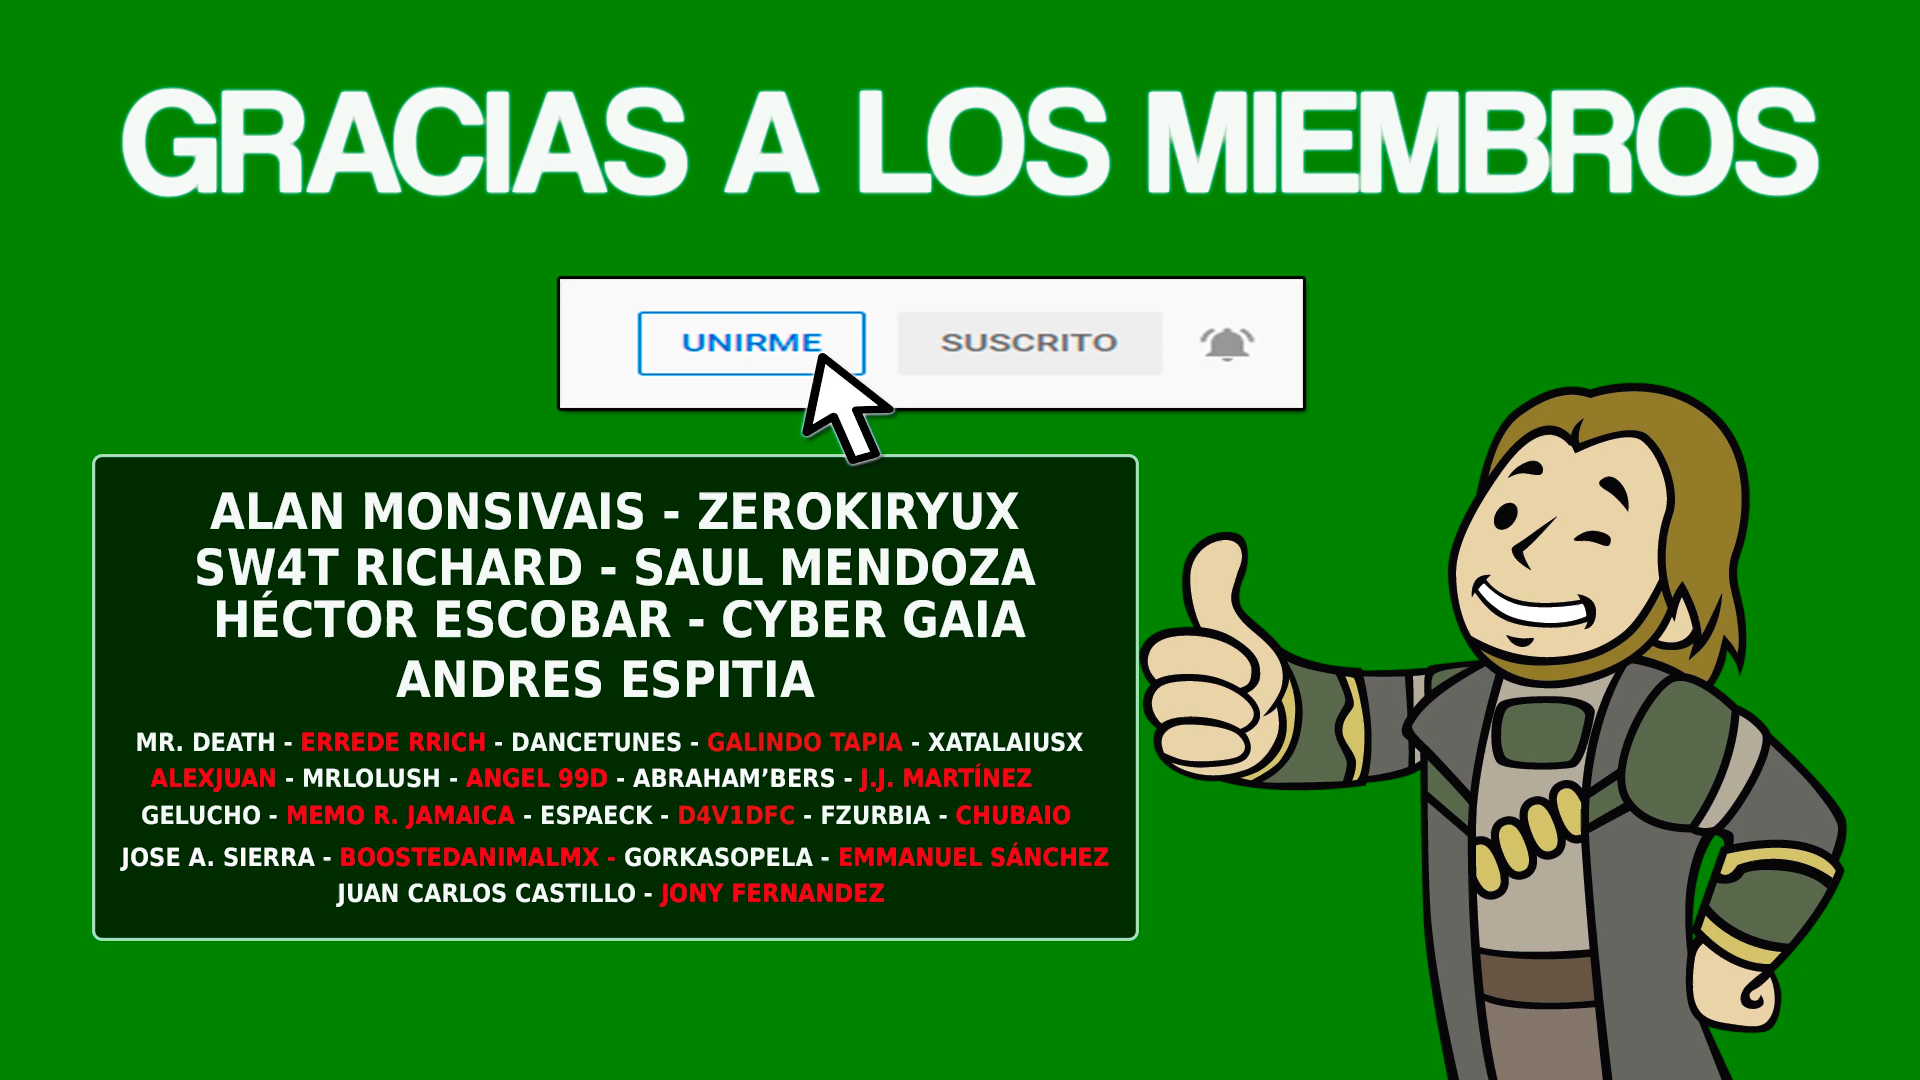 GRACIAS A LOS MIEMBROS
UNIRME SUSCRITO
ALAN MONSIVAIS - ZEROKIRYUX
SW4T RICHARD - SAUL MENDOZA
HÉCTOR ESCOBAR - CYBER GAIA
ANDRES ESPITIA
MR. DEATH - ERREDE RRICH - DANCETUNES - GALINDO TAPIA - XATALAIUSX
ALEXJUAN - MRLOLUSH - ANGEL 99D - ABRAHAM’BERS - J.J. MARTÍNEZ
GELUCHO - MEMO R. JAMAICA - ESPAECK - D4V1DFC - FZURBIA - CHUBAIO
JOSE A. SIERRA - BOOSTEDANIMALMX - GORKASOPELA - EMMANUEL SÁNCHEZ
JUAN CARLOS CASTILLO - JONY FERNANDEZ